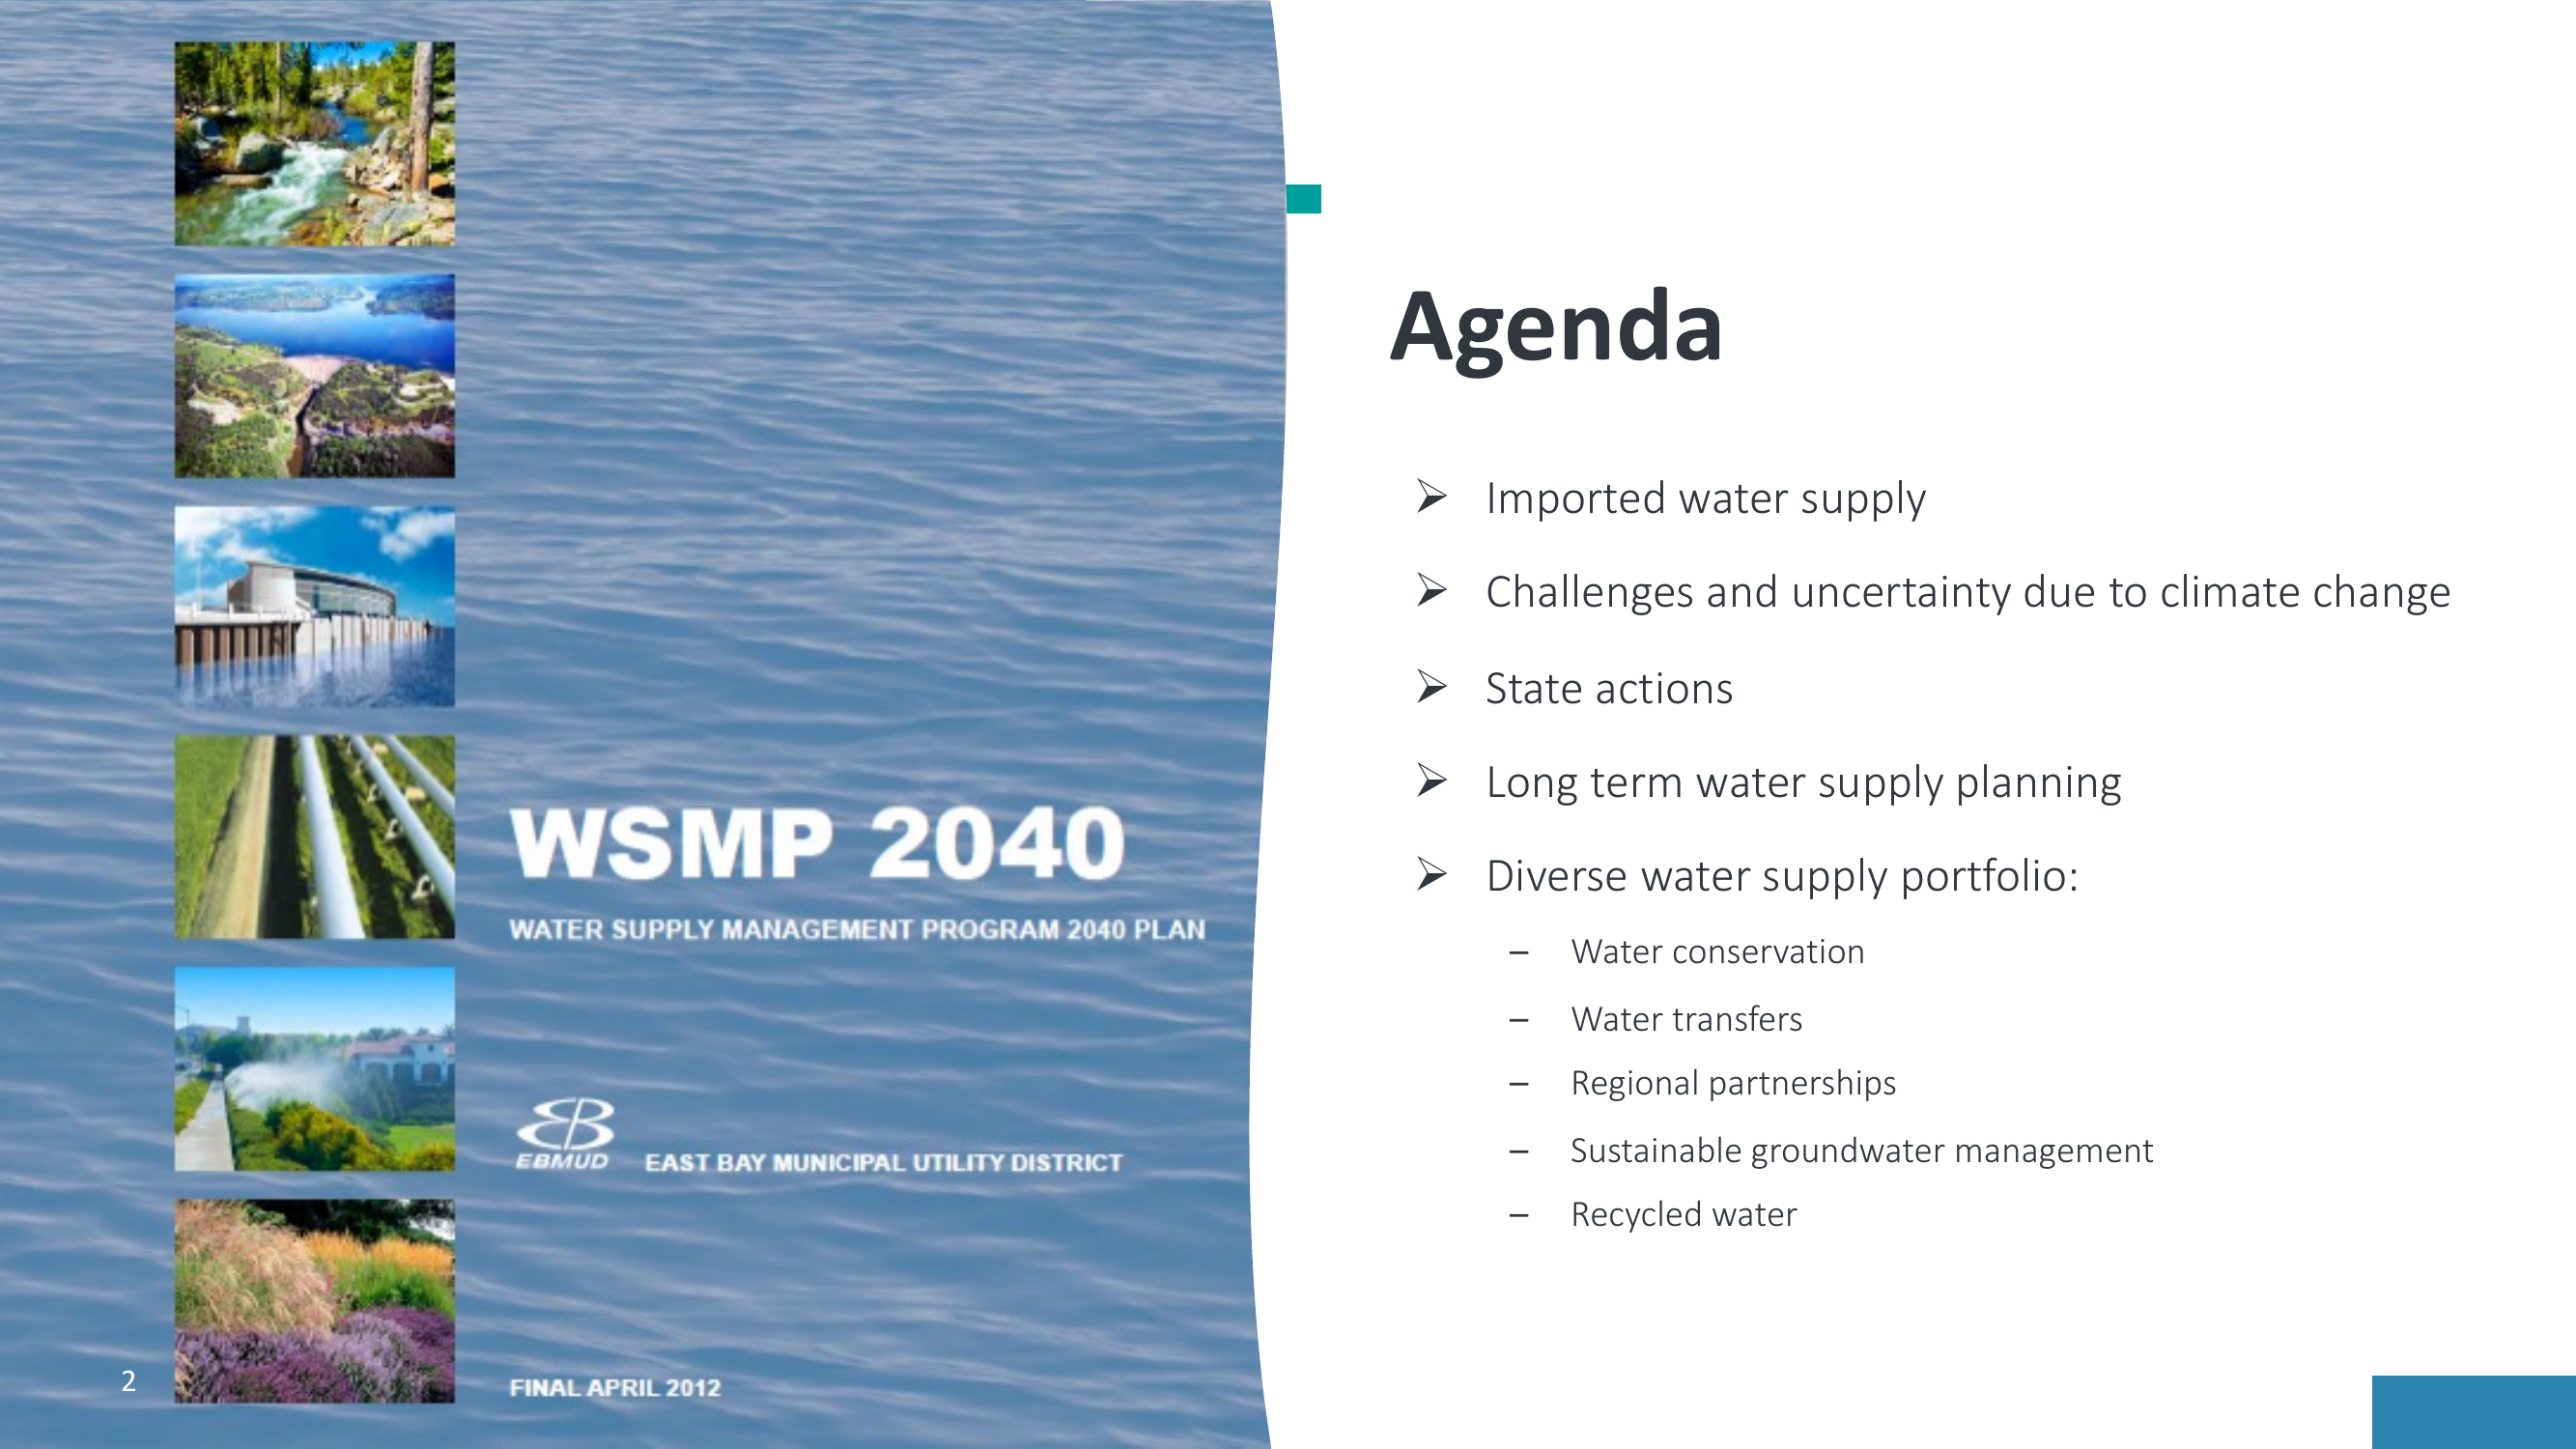 WSMP 2040
WATER SUPPLY MANAGEMENT PROGRAM 2040 PLAN
EB
EBMUD
EAST BAY MUNICIPAL UTILITY DISTRICT
FINAL APRIL 2012
2
Agenda
➢ Imported water supply
➢ Challenges and uncertainty due to climate change
➢ State actions
➢ Long term water supply planning
➢ Diverse water supply portfolio:
– Water conservation
– Water transfers
– Regional partnerships
– Sustainable groundwater management
– Recycled water